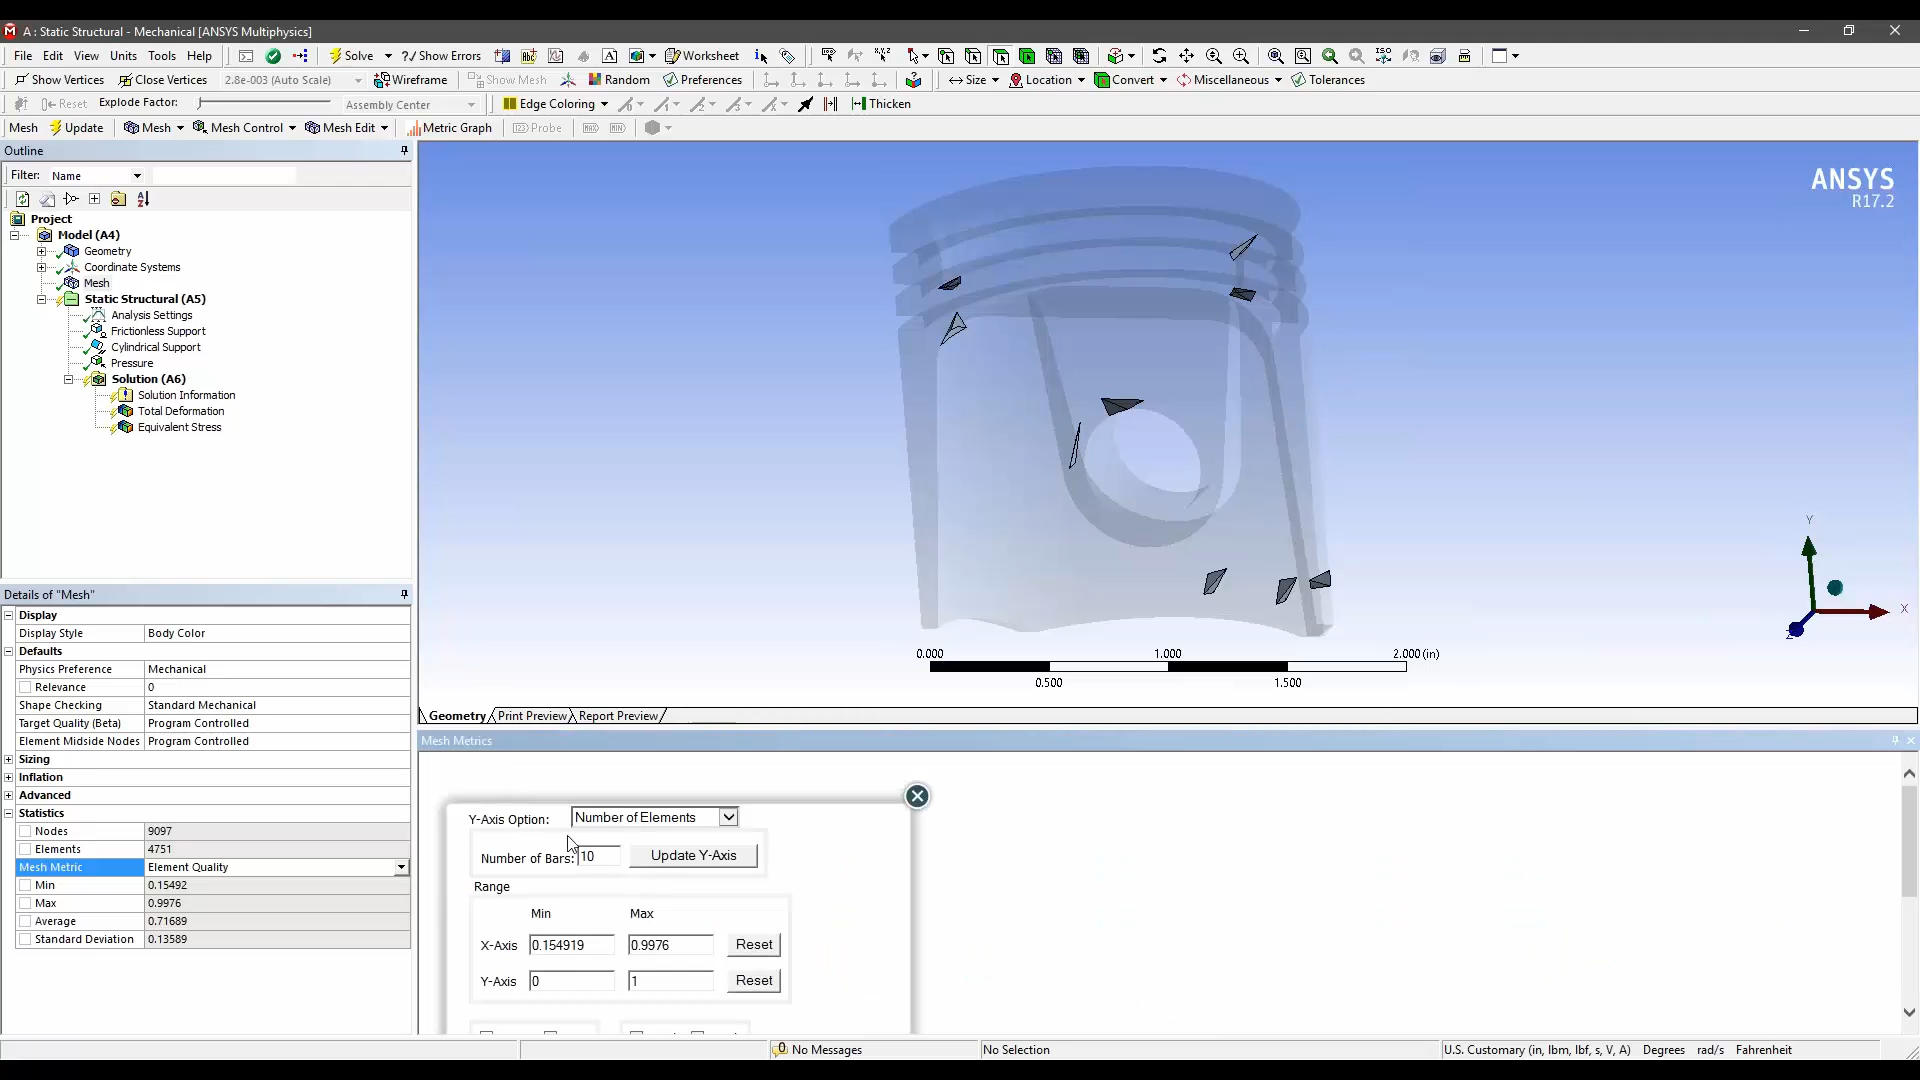 A : Static Structural - Mechanical [ANSYS Multiphysics]
File Edit View Units Tools Help Solve ?/ Show Errors Worksheet
Show Vertices Close Vertices 2.8e-003 (Auto Scale) Wireframe Show Mesh Random Preferences Size Location Convert Miscellaneous Tolerances
Reset Explode Factor: Assembly Center Edge Coloring Thicken
Mesh Update Mesh Mesh Control Mesh Edit Metric Graph Probe MAX MIN
Outline
Filter: Name
Project
Model (A4)
Geometry
Coordinate Systems
Mesh
Static Structural (A5)
Analysis Settings
Frictionless Support
Cylindrical Support
Pressure
Solution (A6)
Solution Information
Total Deformation
Equivalent Stress
Details of "Mesh"
Display
Display Style Body Color
Defaults
Physics Preference Mechanical
Relevance 0
Shape Checking Standard Mechanical
Target Quality (Beta) Program Controlled
Element Midside Nodes Program Controlled
Sizing
Inflation
Advanced
Statistics
Nodes 9097
Elements 4751
Mesh Metric Element Quality
Min 0.15492
Max 0.9976
Average 0.71689
Standard Deviation 0.13589
ANSYS
R17.2
Y
X
Z
0.000 1.000 2.000 (in)
0.500 1.500
Geometry Print Preview Report Preview
Mesh Metrics
Y-Axis Option: Number of Elements
Number of Bars: 10 Update Y-Axis
Range
Min Max
X-Axis 0.154919 0.9976 Reset
Y-Axis 0 1 Reset
0 No Messages No Selection U.S. Customary (in, lbm, lbf, s, V, A) Degrees rad/s Fahrenheit